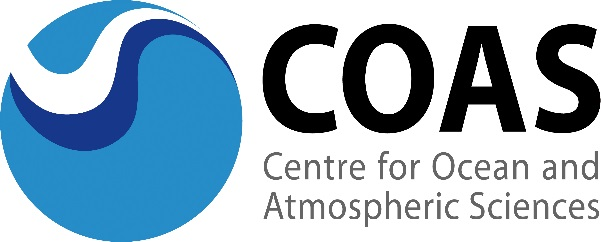 COAS
Centre for Ocean and
Atmospheric Sciences